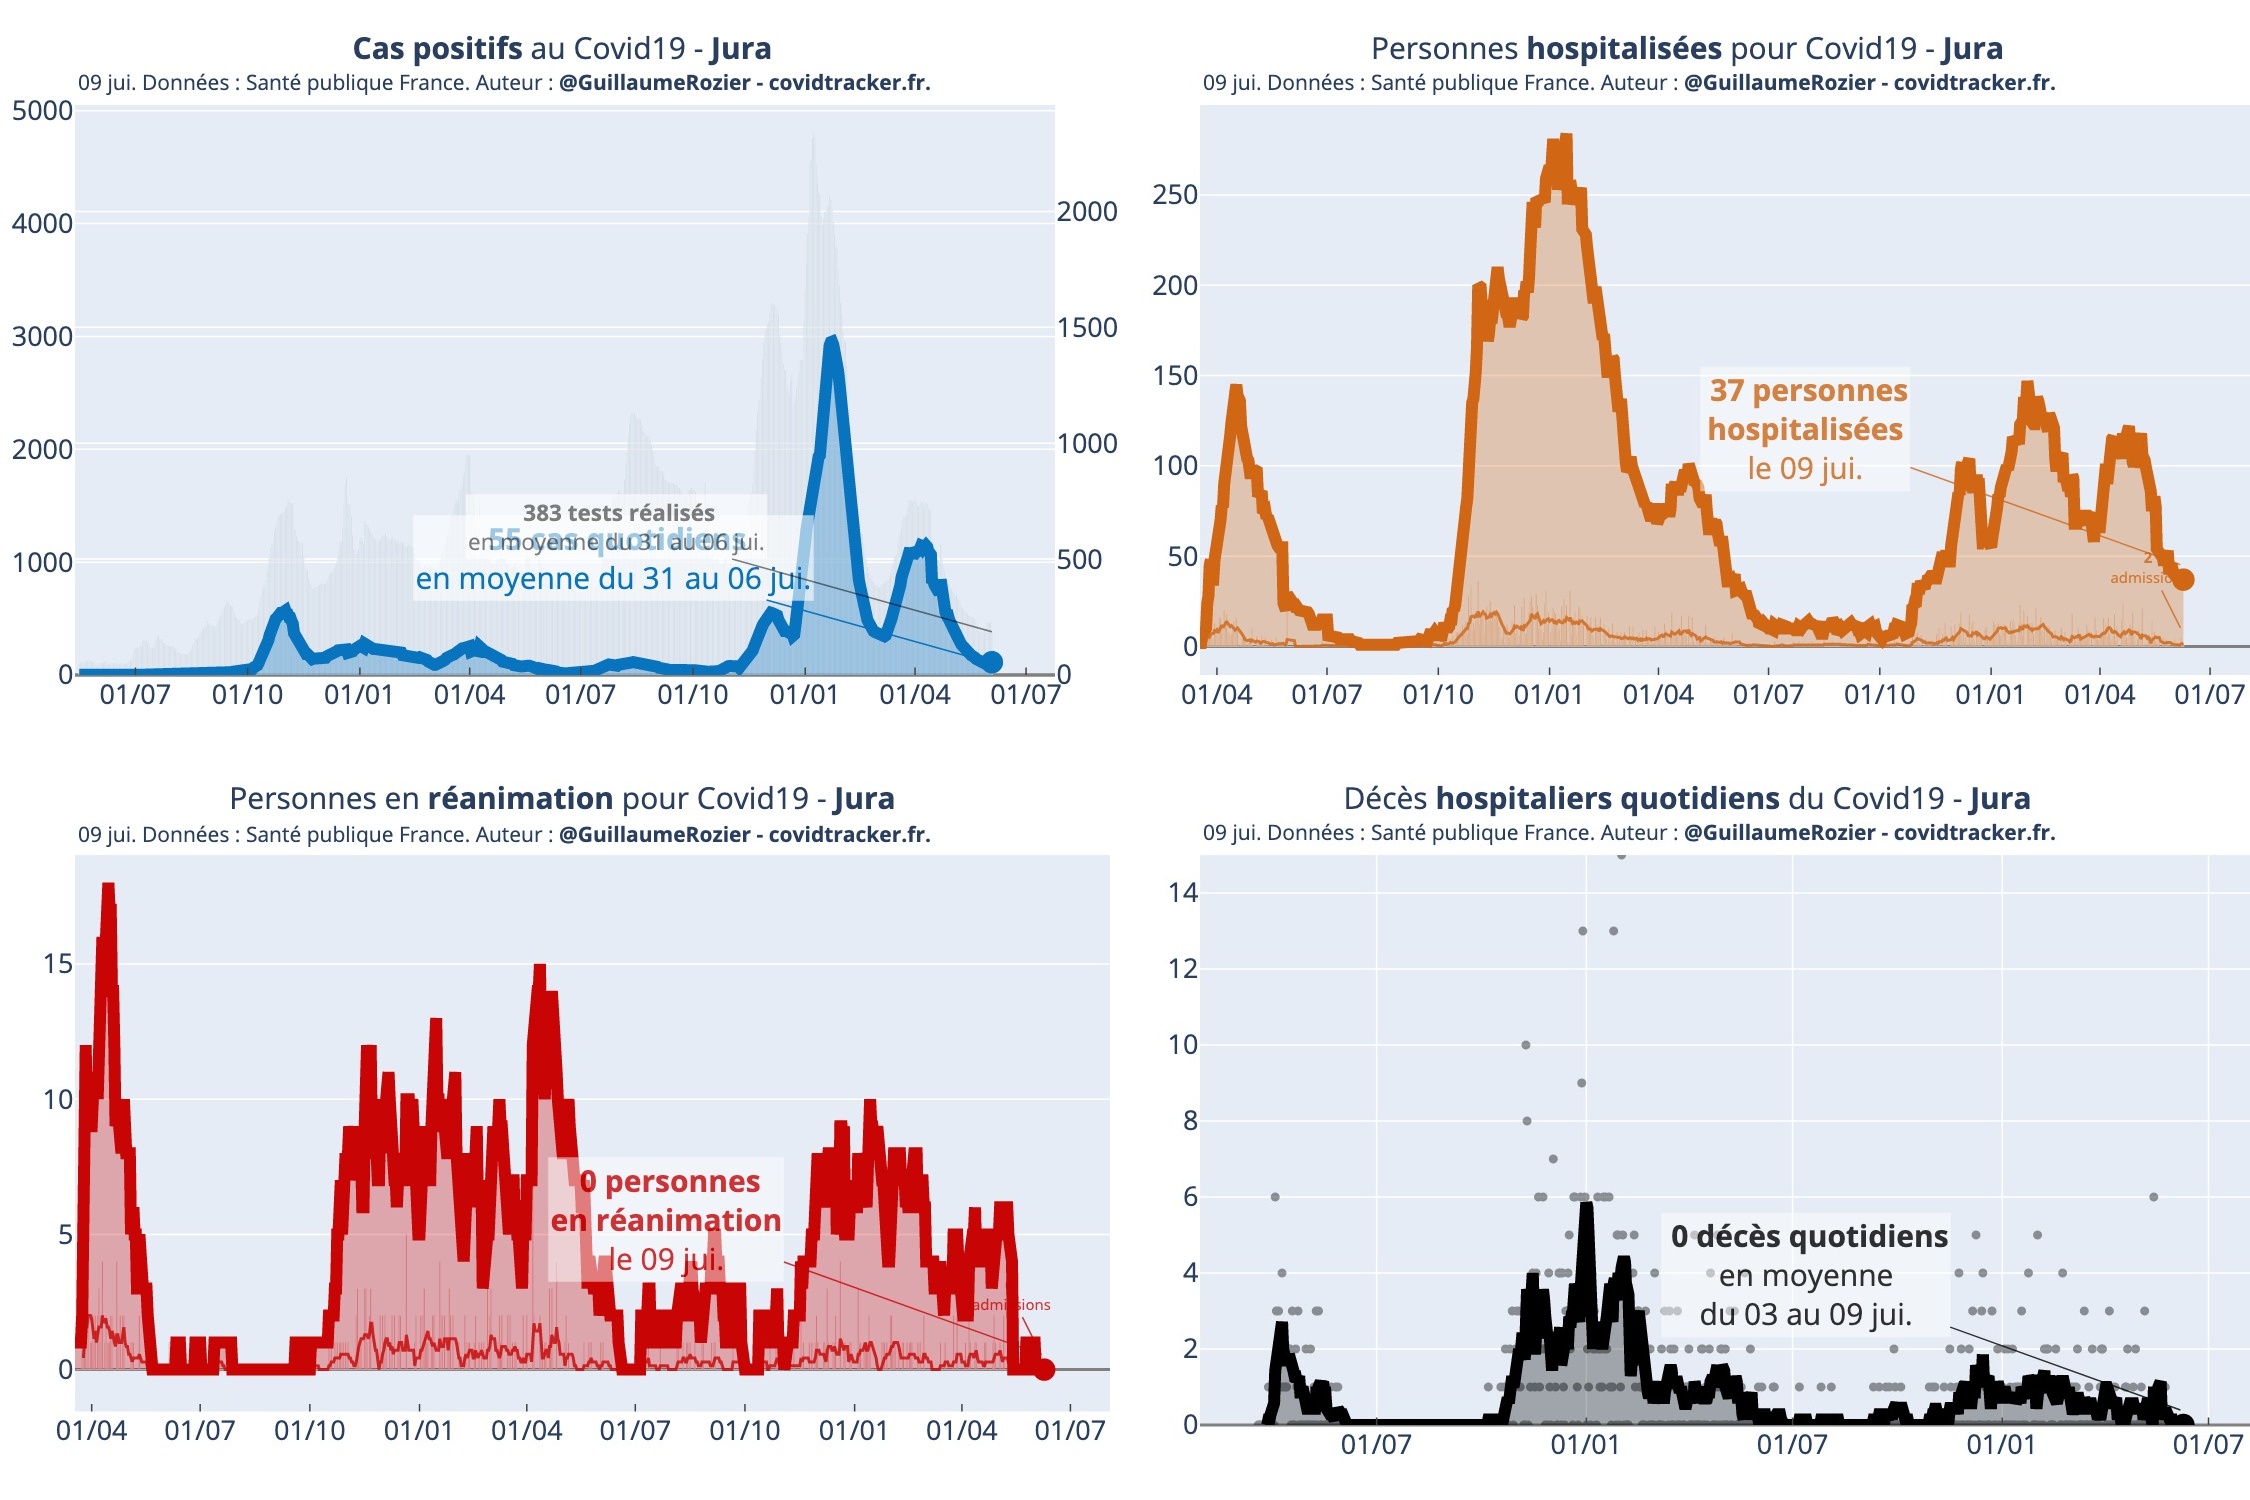 Cas positifs au Covid19 - Jura
09 jui. Données : Santé publique France. Auteur : @GuillaumeRozier - covidtracker.fr.
5000
4000
3000
2000
1000
0
2000
1500
1000
500
0
383 tests réalisés
en moyenne du 31 au 06 jui.
55 cas quotidiens
en moyenne du 31 au 06 jui.
01/07 01/10 01/01 01/04 01/07 01/10 01/01 01/04 01/07
Personnes hospitalisées pour Covid19 - Jura
09 jui. Données : Santé publique France. Auteur : @GuillaumeRozier - covidtracker.fr.
250
200
150
100
50
0
37 personnes
hospitalisées
le 09 jui.
2
01/04 01/07 01/10 01/01 01/04 01/07 01/10 01/01 01/04 01/07
Personnes en réanimation pour Covid19 - Jura
09 jui. Données : Santé publique France. Auteur : @GuillaumeRozier - covidtracker.fr.
15
10
5
0
0 personnes
en réanimation
le 09 jui.
admissions
01/04 01/07 01/10 01/01 01/04 01/07 01/10 01/01 01/04 01/07
Décès hospitaliers quotidiens du Covid19 - Jura
09 jui. Données : Santé publique France. Auteur : @GuillaumeRozier - covidtracker.fr.
14
12
10
8
6
4
2
0
0 décès quotidiens
en moyenne
du 03 au 09 jui.
01/07 01/01 01/07 01/01 01/07